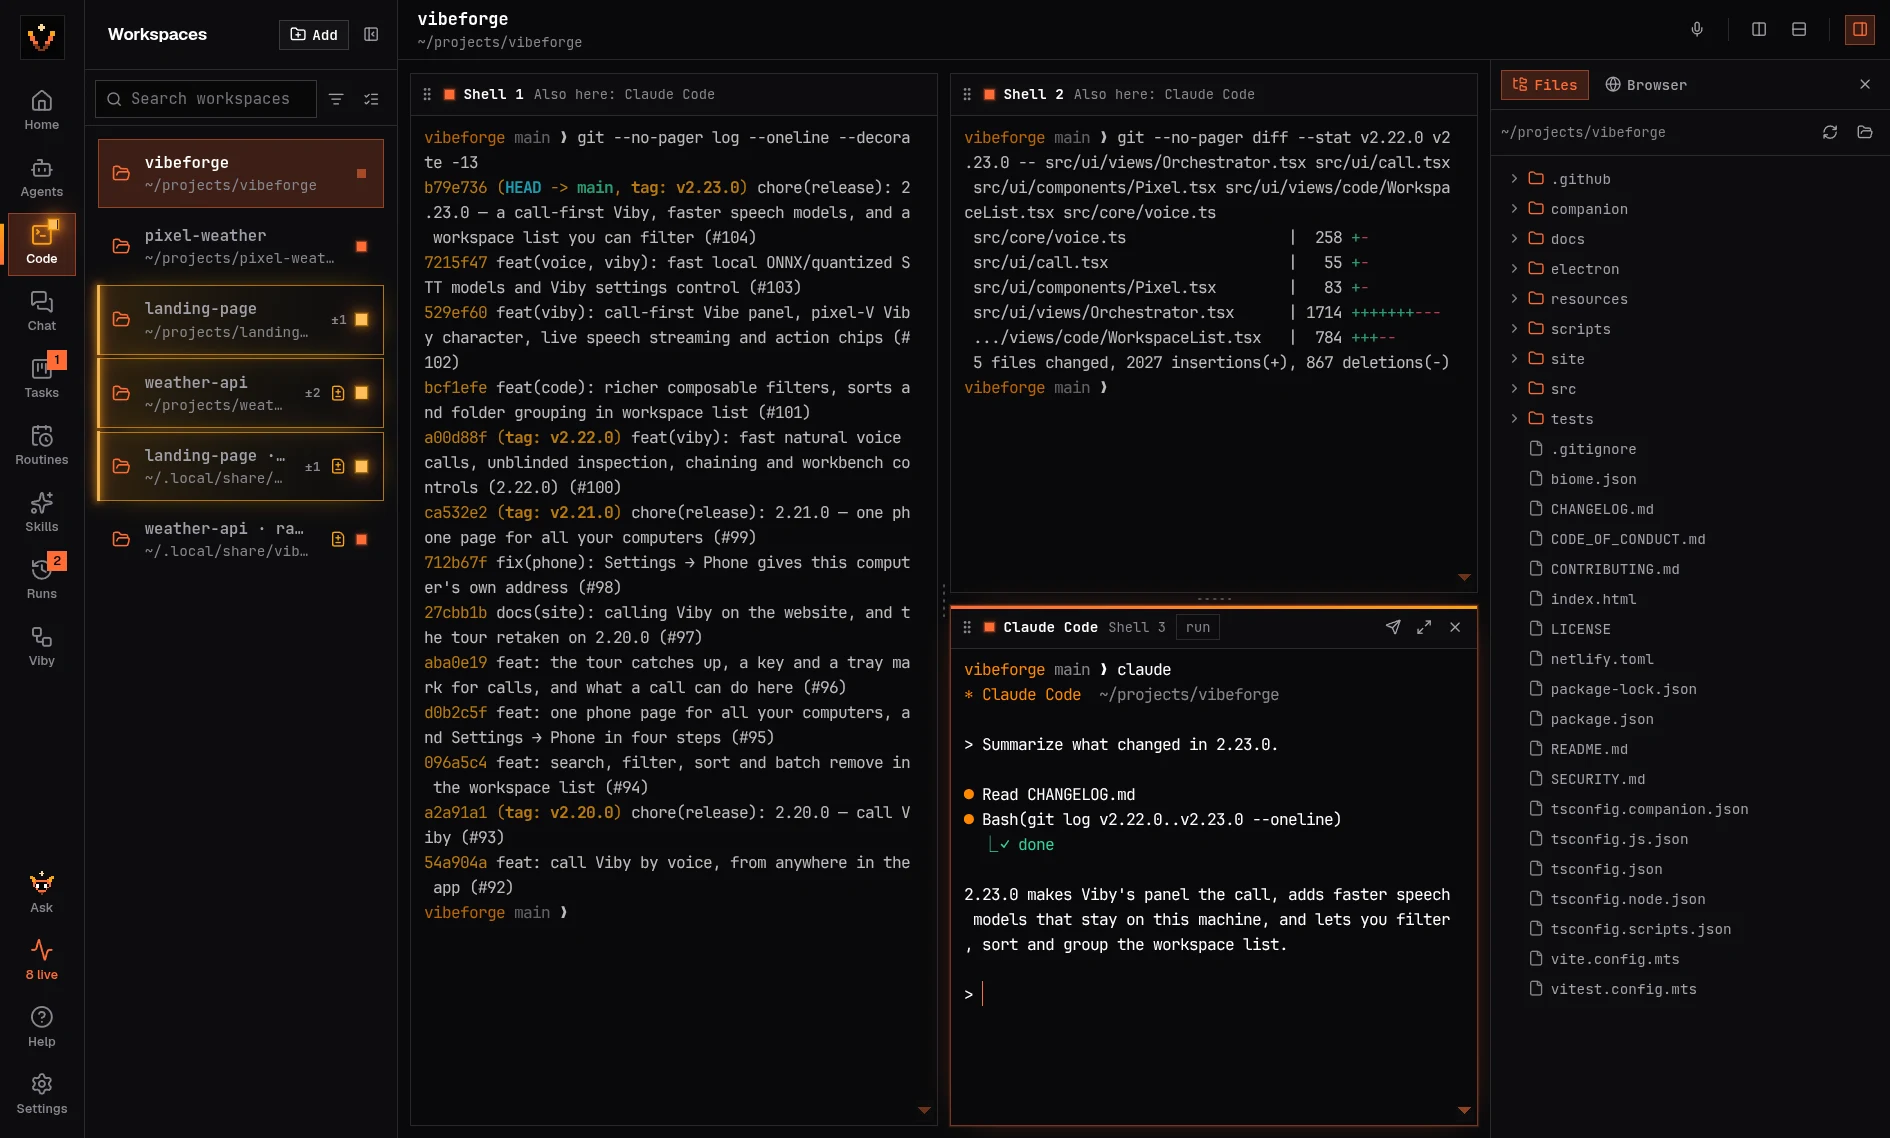 Home
Agents
Code
Chat
1
Tasks
Routines
Skills
2
Runs
Viby
Ask
8 live
Help
Settings
Workspaces
Add
Search workspaces
vibeforge
~/projects/vibeforge
pixel-weather
~/projects/pixel-weat…
landing-page
~/projects/landing…
±1
weather-api
~/projects/weat…
±2
landing-page ·…
~/.local/share/…
±1
weather-api · ra…
~/.local/share/vib…
vibeforge
~/projects/vibeforge
Shell 1 Also here: Claude Code
vibeforge main ❯ git --no-pager log --oneline --decora
te -13
b79e736 (HEAD -> main, tag: v2.23.0) chore(release): 2
.23.0 — a call-first Viby, faster speech models, and a
workspace list you can filter (#104)
7215f47 feat(voice, viby): fast local ONNX/quantized S
TT models and Viby settings control (#103)
529ef60 feat(viby): call-first Vibe panel, pixel-V Vib
y character, live speech streaming and action chips (#
102)
bcf1efe feat(code): richer composable filters, sorts a
nd folder grouping in workspace list (#101)
a00d88f (tag: v2.22.0) feat(viby): fast natural voice
calls, unblinded inspection, chaining and workbench co
ntrols (2.22.0) (#100)
ca532e2 (tag: v2.21.0) chore(release): 2.21.0 — one ph
one page for all your computers (#99)
712b67f fix(phone): Settings → Phone gives this comput
er's own address (#98)
27cbb1b docs(site): calling Viby on the website, and t
he tour retaken on 2.20.0 (#97)
aba0e19 feat: the tour catches up, a key and a tray ma
rk for calls, and what a call can do here (#96)
d0b2c5f feat: one phone page for all your computers, a
nd Settings → Phone in four steps (#95)
096a5c4 feat: search, filter, sort and batch remove in
the workspace list (#94)
a2a91a1 (tag: v2.20.0) chore(release): 2.20.0 — call V
iby (#93)
54a904a feat: call Viby by voice, from anywhere in the
app (#92)
vibeforge main ❯
Shell 2 Also here: Claude Code
vibeforge main ❯ git --no-pager diff --stat v2.22.0 v2
.23.0 -- src/ui/views/Orchestrator.tsx src/ui/call.tsx
src/ui/components/Pixel.tsx src/ui/views/code/Workspa
ceList.tsx src/core/voice.ts
src/core/voice.ts | 258 +-
src/ui/call.tsx | 55 +-
src/ui/components/Pixel.tsx | 83 +-
src/ui/views/Orchestrator.tsx | 1714 +++++++---
.../views/code/WorkspaceList.tsx | 784 +++--
5 files changed, 2027 insertions(+), 867 deletions(-)
vibeforge main ❯
Claude Code Shell 3 run
vibeforge main ❯ claude
* Claude Code ~/projects/vibeforge
> Summarize what changed in 2.23.0.
● Read CHANGELOG.md
● Bash(git log v2.22.0..v2.23.0 --oneline)
⎿ ✓ done
2.23.0 makes Viby's panel the call, adds faster speech
models that stay on this machine, and lets you filter
, sort and group the workspace list.
>
Files
Browser
~/projects/vibeforge
.github
companion
docs
electron
resources
scripts
site
src
tests
.gitignore
biome.json
CHANGELOG.md
CODE_OF_CONDUCT.md
CONTRIBUTING.md
index.html
LICENSE
netlify.toml
package-lock.json
package.json
README.md
SECURITY.md
tsconfig.companion.json
tsconfig.js.json
tsconfig.json
tsconfig.node.json
tsconfig.scripts.json
vite.config.mts
vitest.config.mts